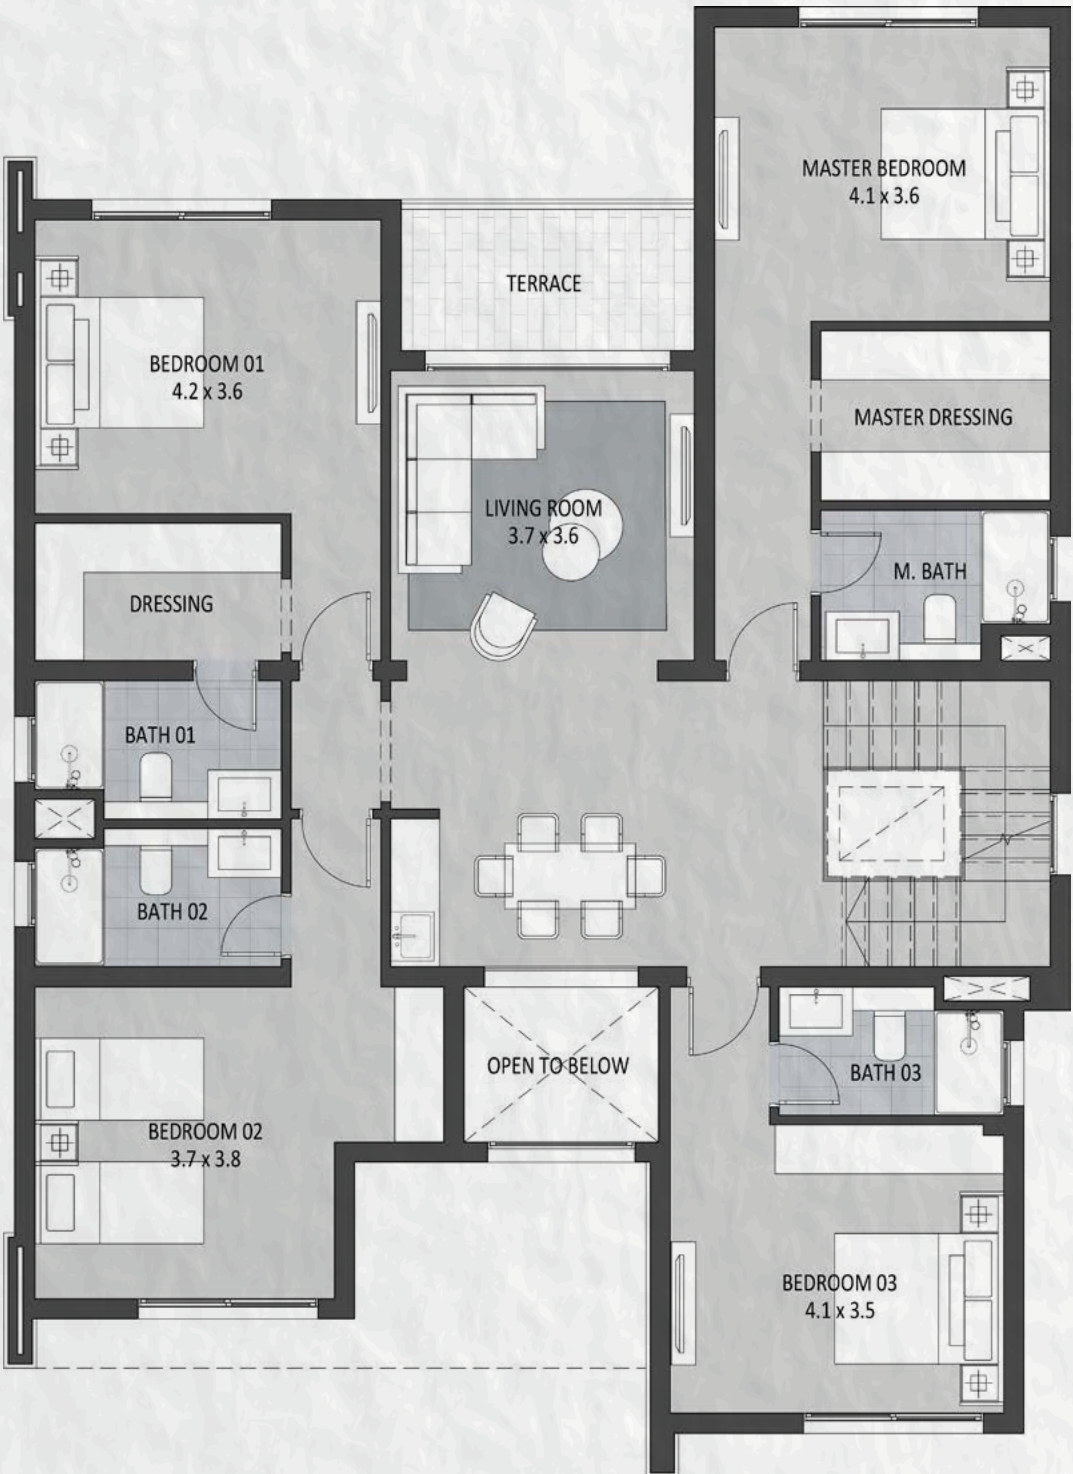 MASTER BEDROOM
4.1 x 3.6
TERRACE
BEDROOM 01
4.2 x 3.6
MASTER DRESSING
LIVING ROOM
3.7 x 3.6
M. BATH
DRESSING
BATH 01
BATH 02
OPEN TO BELOW
BATH 03
BEDROOM 02
3.7 x 3.8
BEDROOM 03
4.1 x 3.5